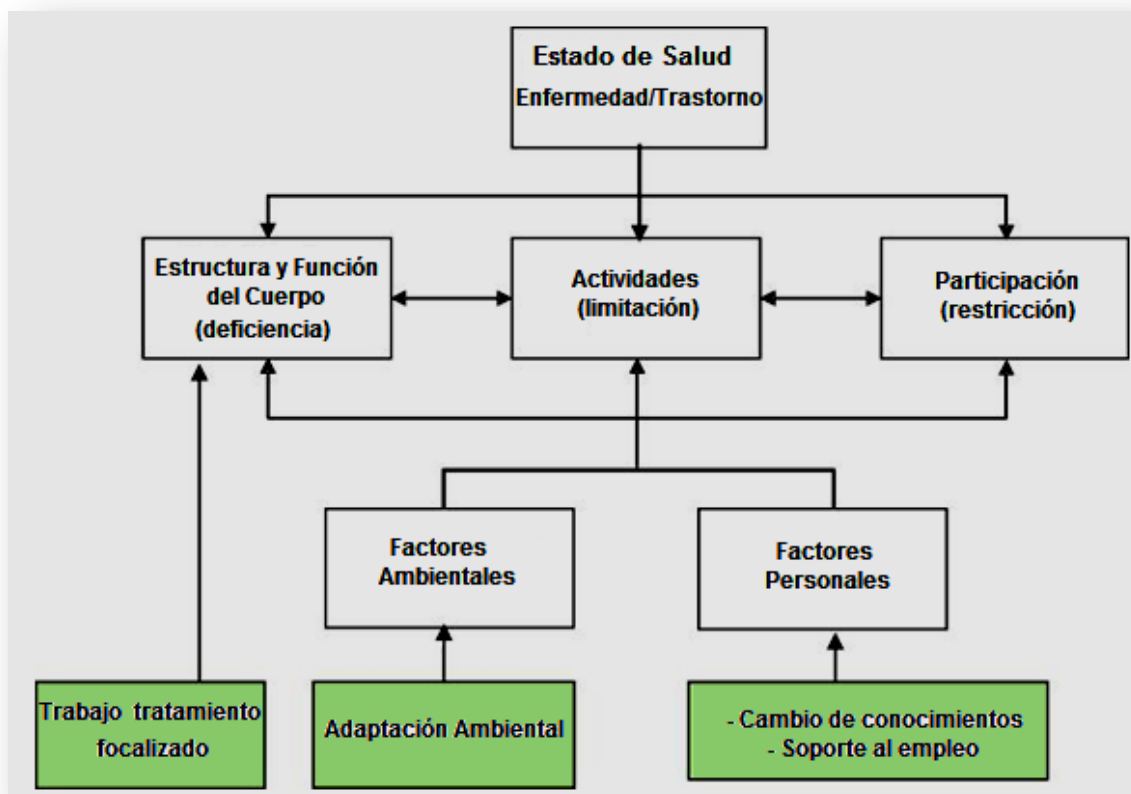 Estado de Salud
Enfermedad/Trastorno
Estructura y Función
del Cuerpo
(deficiencia)
Actividades
(limitación)
Participación
(restricción)
Factores
Ambientales
Factores
Personales
Trabajo tratamiento
focalizado
Adaptación Ambiental
- Cambio de conocimientos
- Soporte al empleo